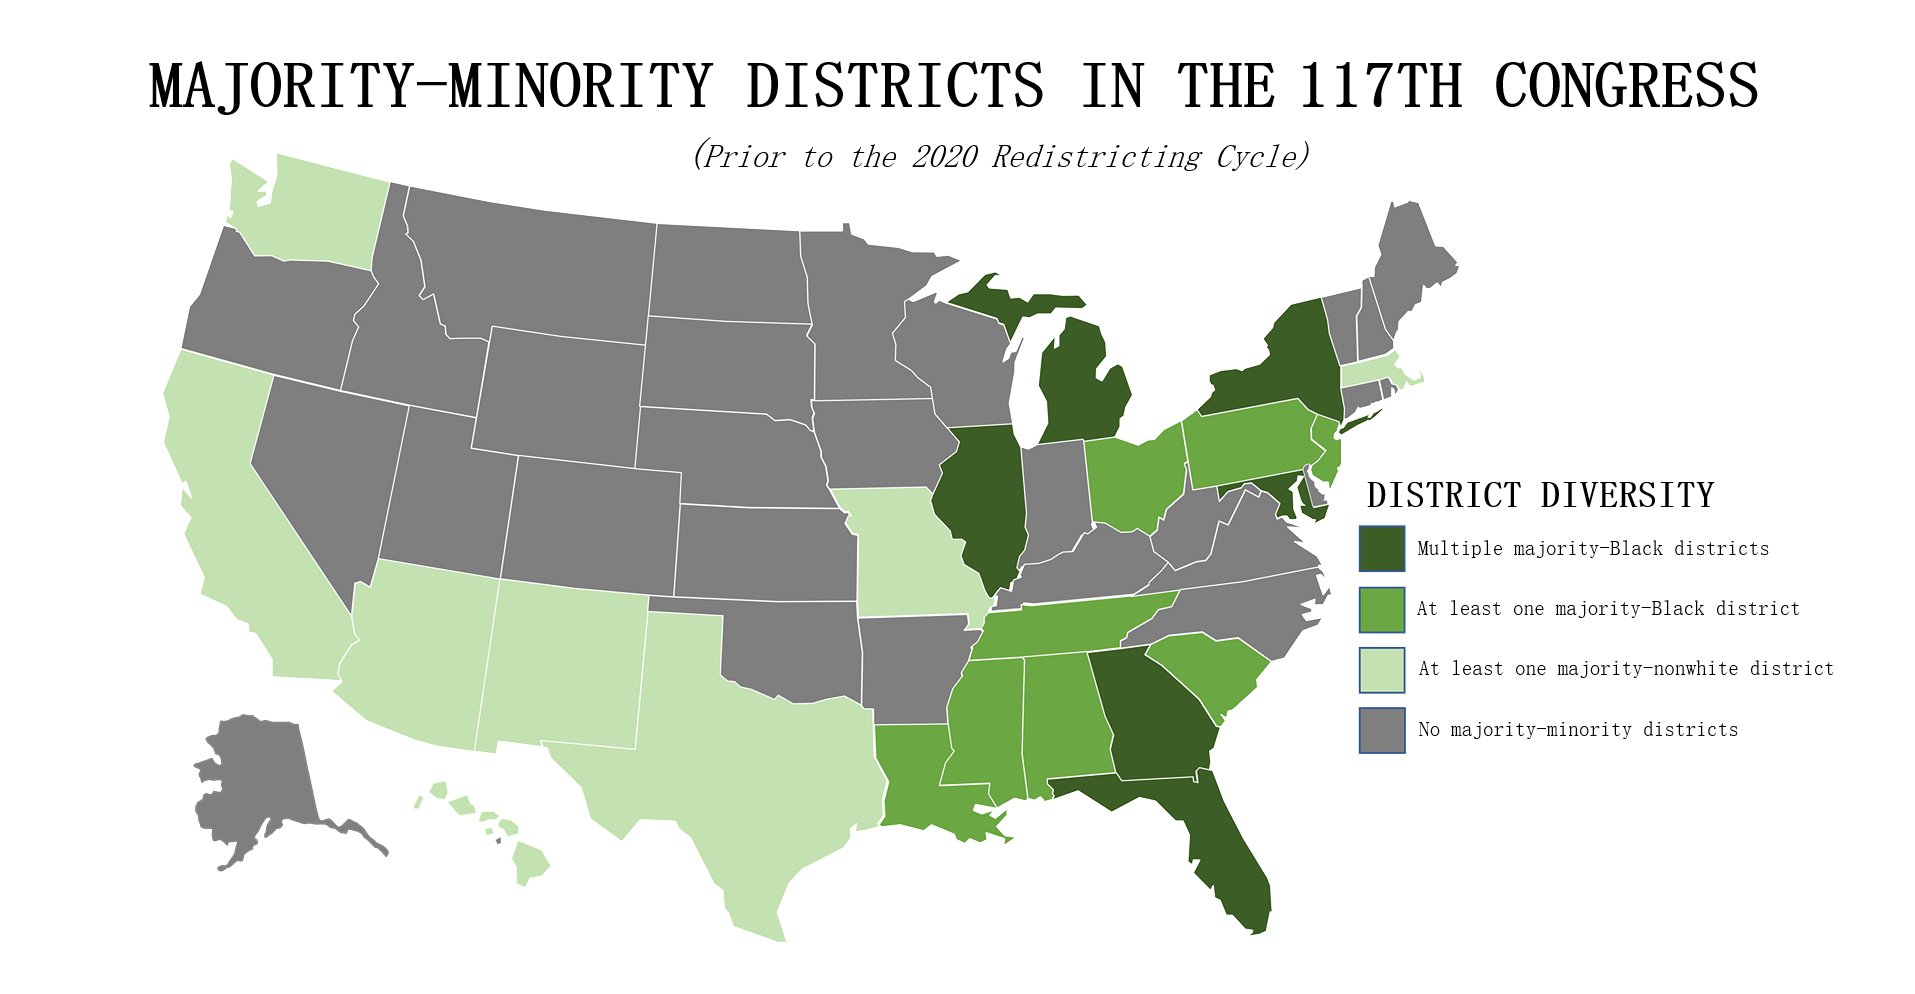 MAJORITY-MINORITY DISTRICTS IN THE 117TH CONGRESS
(Prior to the 2020 Redistricting Cycle)
DISTRICT DIVERSITY
Multiple majority-Black districts
At least one majority-Black district
At least one majority-nonwhite district
No majority-minority districts